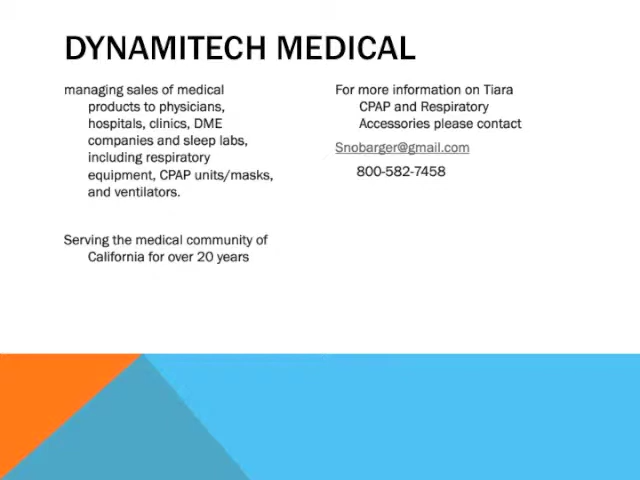 DYNAMITECH MEDICAL
managing sales of medical
products to physicians,
hospitals, clinics, DME
companies and sleep labs,
including respiratory
equipment, CPAP units/masks,
and ventilators.
Serving the medical community of
California for over 20 years
For more information on Tiara
CPAP and Respiratory
Accessories please contact
Snobarger@gmail.com
800-582-7458